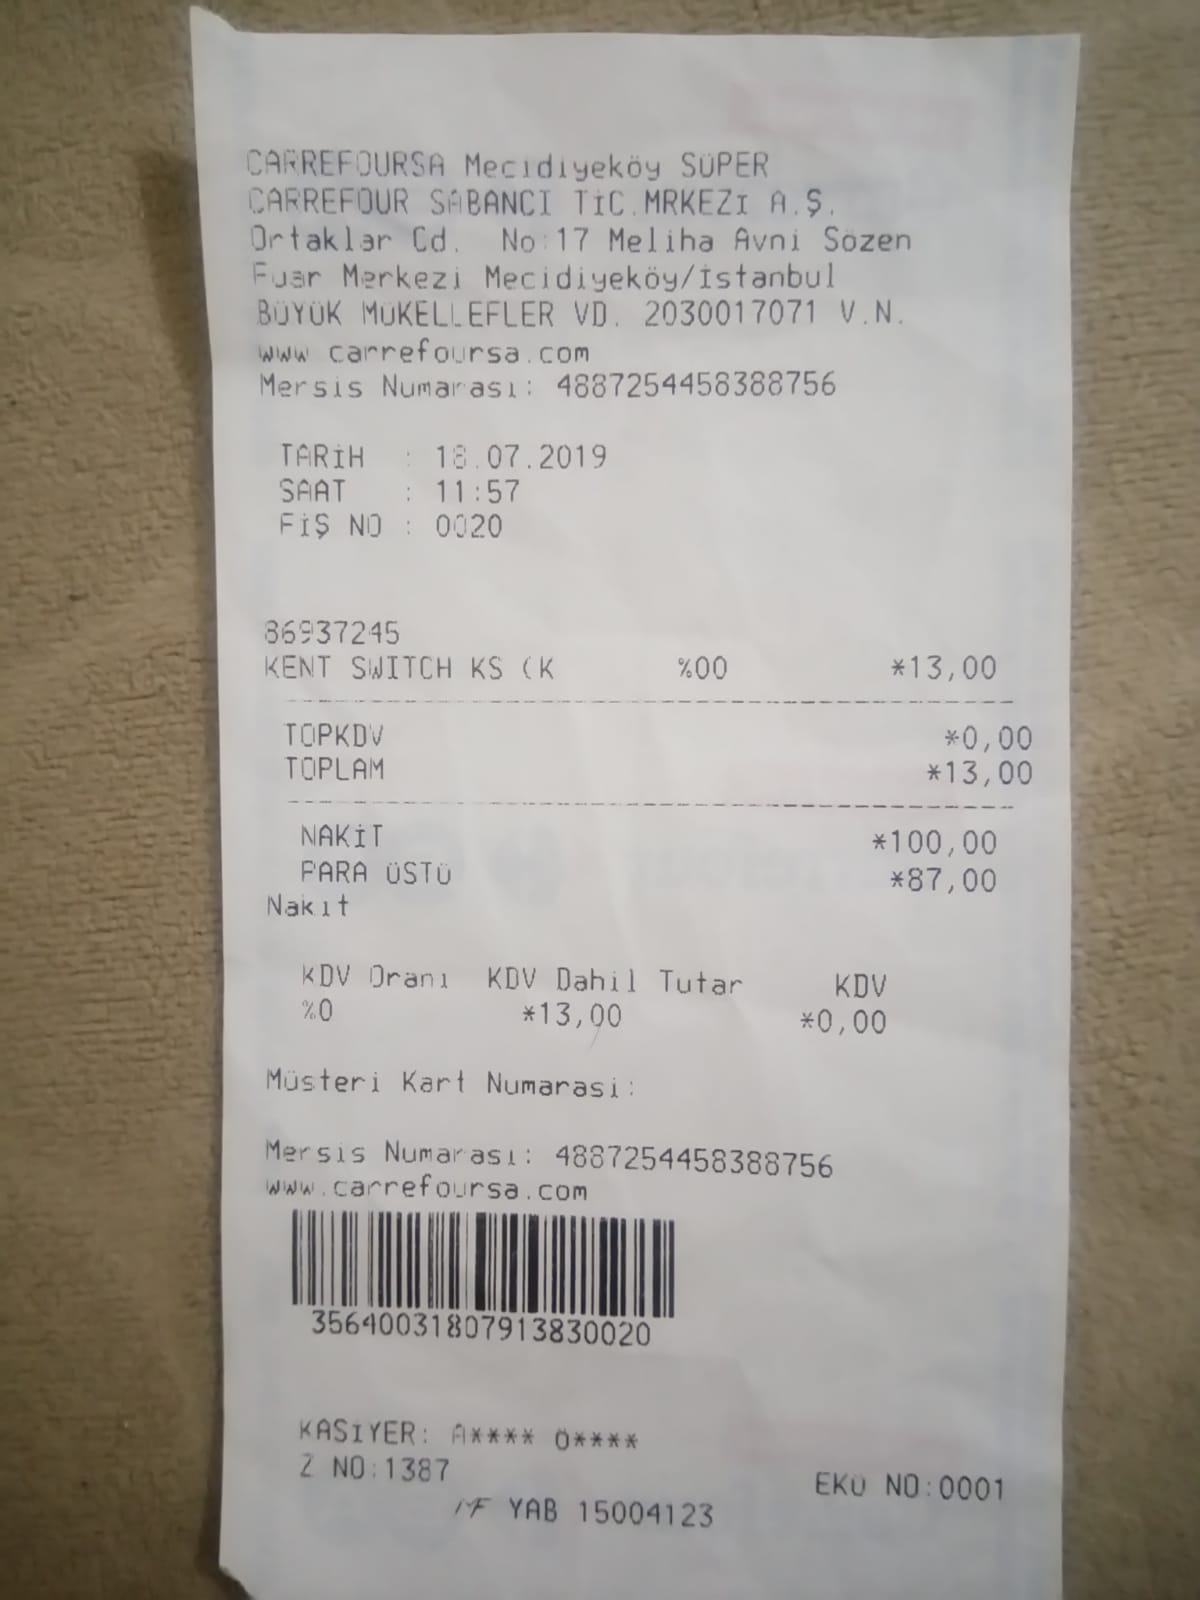 CARREFOURSA Mecidiyeköy SÜPER
CARREFOUR SABANCI TİC.MRKEZİ A.Ş.
Ortaklar Cd. No:17 Meliha Avni Sözen
Fuar Merkezi Mecidiyeköy/İstanbul
BÜYÜK MÜKELLEFLER VD. 2030017071 V.N.
www.carrefoursa.com
Mersis Numarası: 4887254458388756
TARİH : 18.07.2019
SAAT : 11:57
FİŞ NO : 0020
86937245
KENT SWITCH KS (K %00 *13,00
TOPKDV *0,00
TOPLAM *13,00
NAKİT *100,00
PARA ÜSTÜ *87,00
Nakit
KDV Oranı KDV Dahil Tutar KDV
%0 *13,00 *0,00
Müsteri Kart Numarasi:
Mersis Numarası: 4887254458388756
www.carrefoursa.com
35640031807913830020
KASİYER: A**** Ö****
Z NO:1387 EKÜ NO:0001
MF YAB 15004123